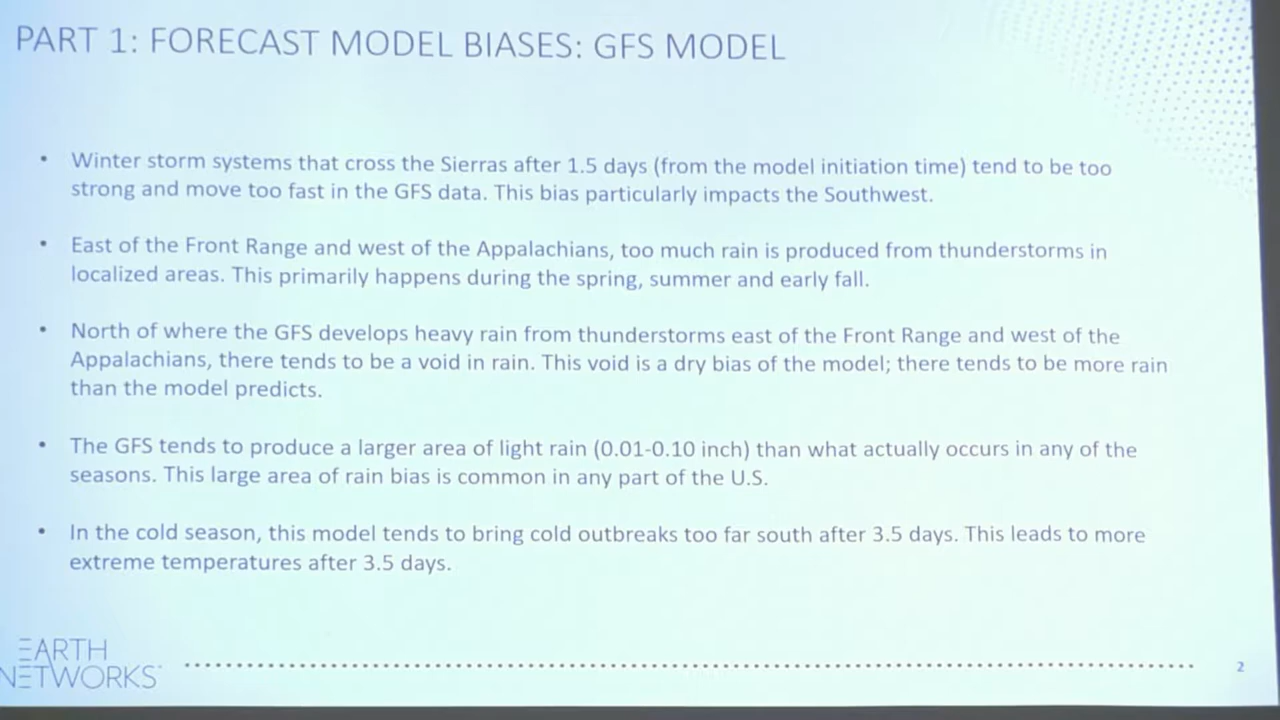 PART 1: FORECAST MODEL BIASES: GFS MODEL
• Winter storm systems that cross the Sierras after 1.5 days (from the model initiation time) tend to be too
strong and move too fast in the GFS data. This bias particularly impacts the Southwest.
• East of the Front Range and west of the Appalachians, too much rain is produced from thunderstorms in
localized areas. This primarily happens during the spring, summer and early fall.
• North of where the GFS develops heavy rain from thunderstorms east of the Front Range and west of the
Appalachians, there tends to be a void in rain. This void is a dry bias of the model; there tends to be more rain
than the model predicts.
• The GFS tends to produce a larger area of light rain (0.01-0.10 inch) than what actually occurs in any of the
seasons. This large area of rain bias is common in any part of the U.S.
• In the cold season, this model tends to bring cold outbreaks too far south after 3.5 days. This leads to more
extreme temperatures after 3.5 days.
EARTH
NETWORKS
2